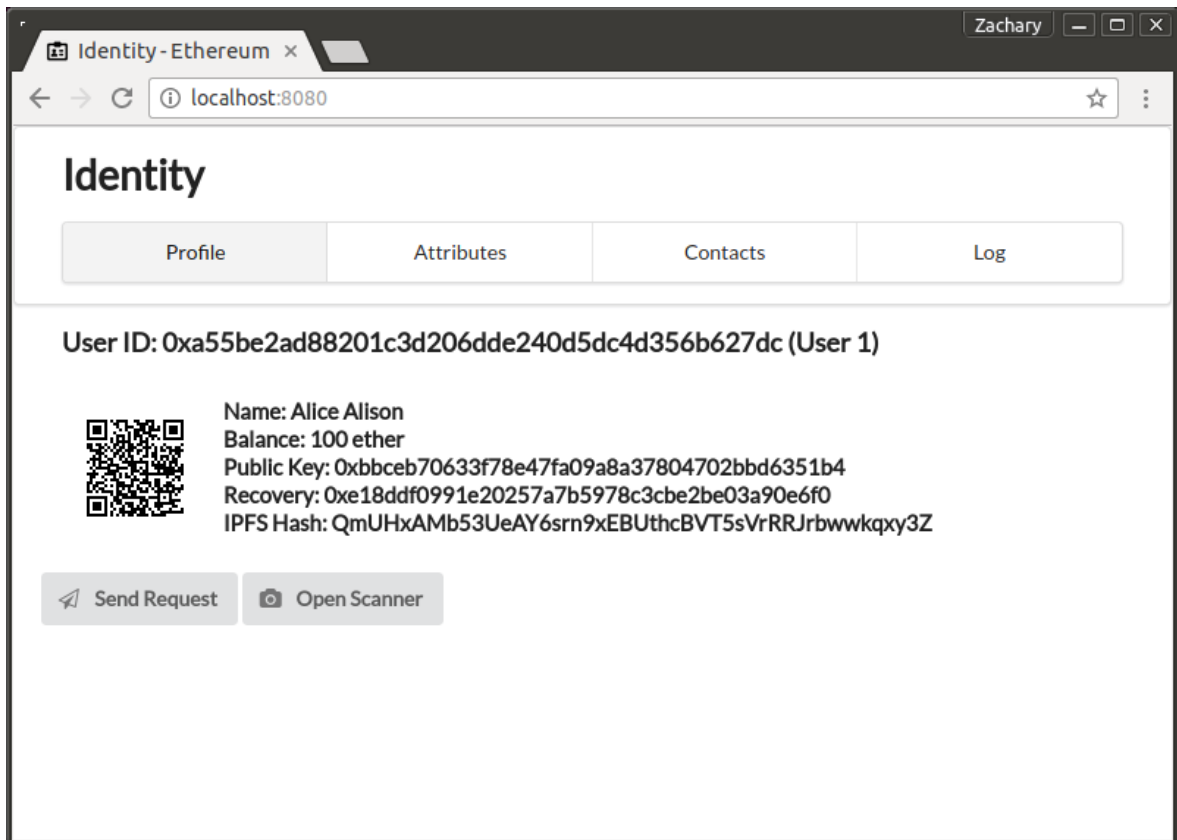 Zachary
Identity - Ethereum
localhost:8080
Identity
Profile Attributes Contacts Log
User ID: 0xa55be2ad88201c3d206dde240d5dc4d356b627dc (User 1)
Name: Alice Alison
Balance: 100 ether
Public Key: 0xbbceb70633f78e47fa09a8a37804702bbd6351b4
Recovery: 0xe18ddf0991e20257a7b5978c3cbe2be03a90e6f0
IPFS Hash: QmUHxAMb53UeAY6srn9xEBUthcBVT5sVrRRJrbwwkqxy3Z
Send Request Open Scanner